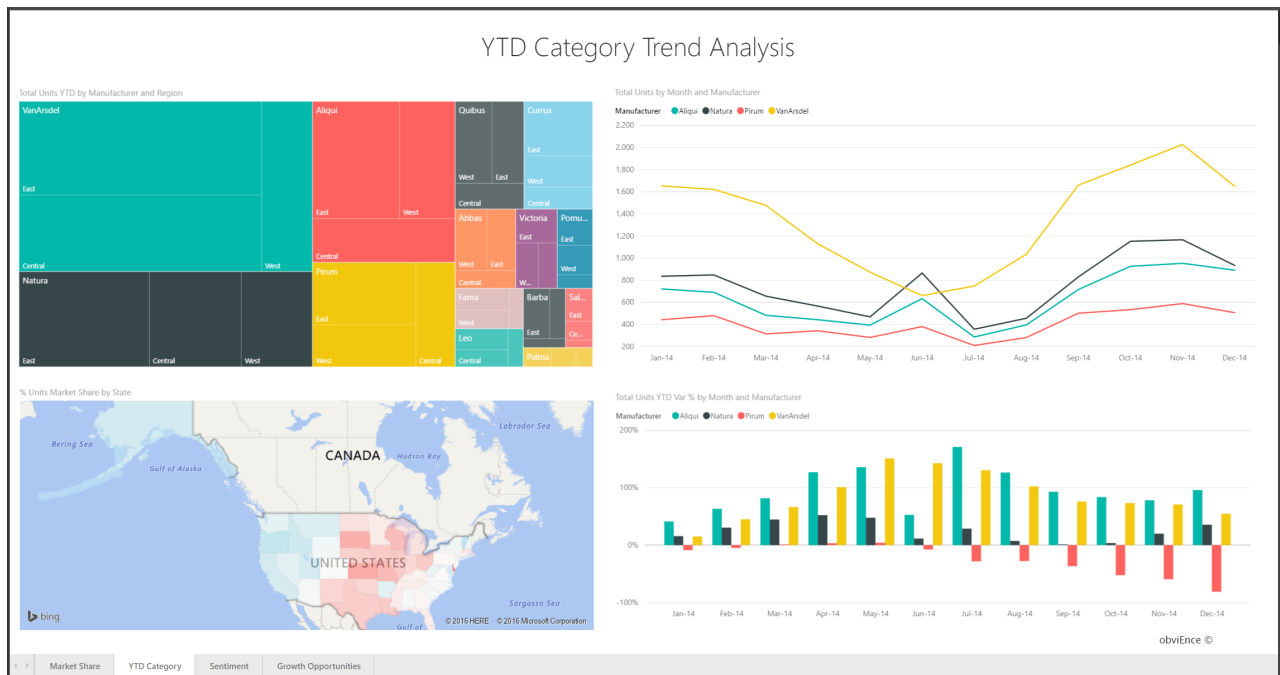 YTD Category Trend Analysis
Total Units YTD by Manufacturer and Region
VanArsdel
East
Central
West
Natura
East
Central
West
Aliqui
East
West
Central
Pirum
East
West
Central
Quibus
West
East
Central
Currus
East
West
Central
Abbas
West
East
Central
Victoria
East
W...
Pomu...
East
West
Fama
West
Leo
Central
Barba
East
Sal...
East
Ce...
Palma
Total Units by Month and Manufacturer
Manufacturer Aliqui Natura Pirum VanArsdel
2,200
2,000
1,800
1,600
1,400
1,200
1,000
800
600
400
200
Jan-14 Feb-14 Mar-14 Apr-14 May-14 Jun-14 Jul-14 Aug-14 Sep-14 Oct-14 Nov-14 Dec-14
% Units Market Share by State
Bering Sea
Gulf of Alaska
CANADA
Hudson Bay
Labrador Sea
UNITED STATES
Sargasso Sea
Gulf of
bing
© 2016 HERE © 2016 Microsoft Corporation
Total Units YTD Var % by Month and Manufacturer
Manufacturer Aliqui Natura Pirum VanArsdel
200%
100%
0%
-100%
Jan-14 Feb-14 Mar-14 Apr-14 May-14 Jun-14 Jul-14 Aug-14 Sep-14 Oct-14 Nov-14 Dec-14
obviEnce ©
Market Share YTD Category Sentiment Growth Opportunities